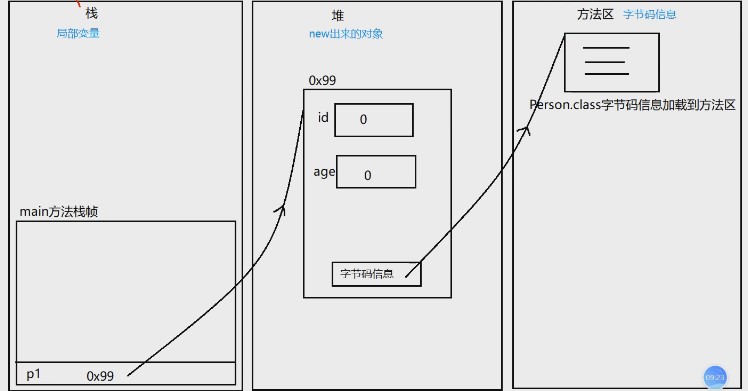 栈
局部变量
main方法栈帧
p1 0x99
堆
new出来的对象
0x99
id 0
age 0
字节码信息
方法区 字节码信息
Person.class字节码信息加载到方法区
09:23